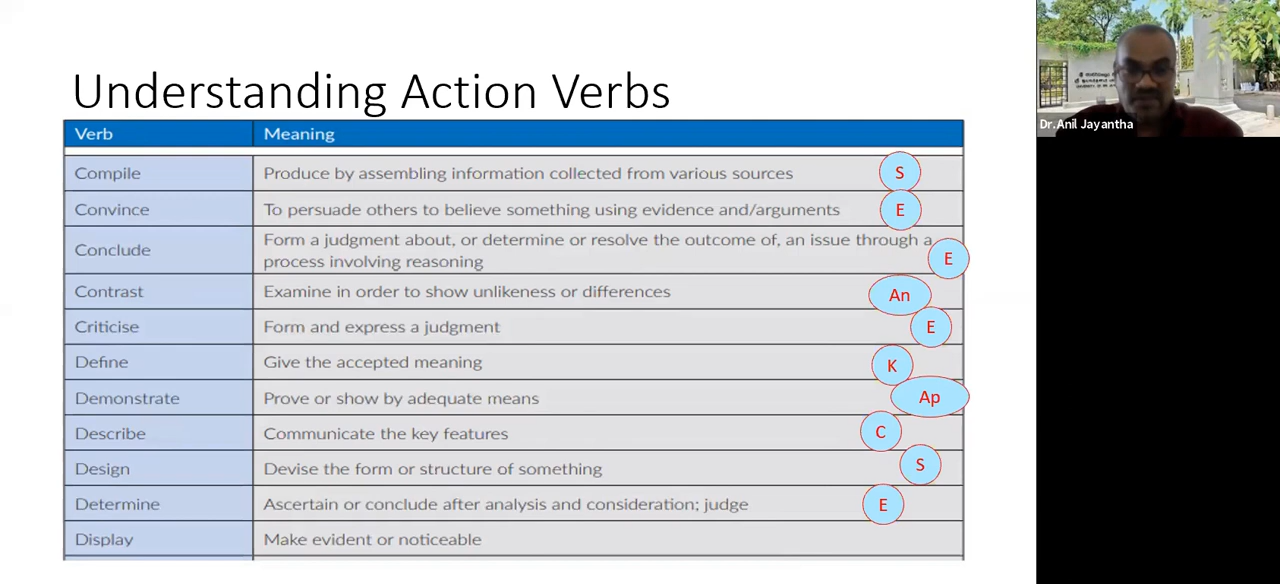 Understanding Action Verbs
Verb Meaning
Compile Produce by assembling information collected from various sources S
Convince To persuade others to believe something using evidence and/arguments E
Conclude Form a judgment about, or determine or resolve the outcome of, an issue through a
process involving reasoning E
Contrast Examine in order to show unlikeness or differences An
Criticise Form and express a judgment E
Define Give the accepted meaning K
Demonstrate Prove or show by adequate means Ap
Describe Communicate the key features C
Design Devise the form or structure of something S
Determine Ascertain or conclude after analysis and consideration; judge E
Display Make evident or noticeable
Dr.Anil Jayantha